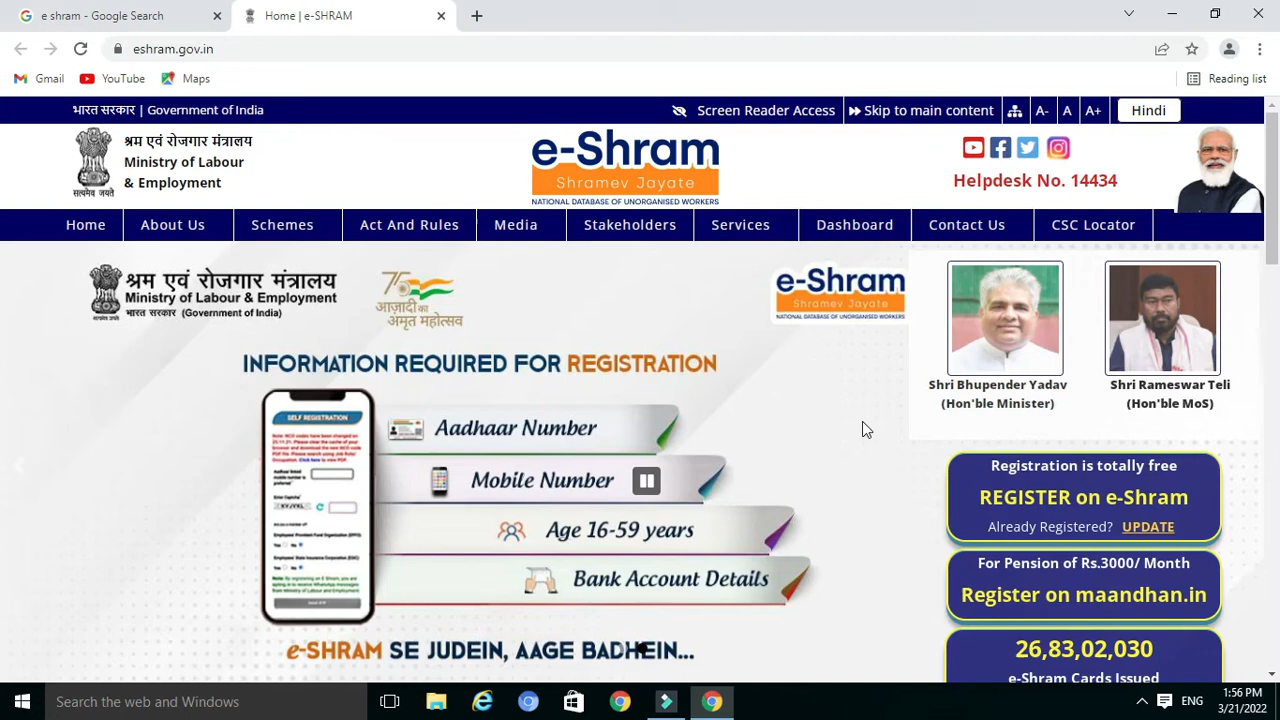 e shram - Google Search
Home | e-SHRAM
eshram.gov.in
Gmail
YouTube
Maps
Reading list
भारत सरकार | Government of India
Screen Reader Access
Skip to main content
A-
A
A+
Hindi
श्रम एवं रोजगार मंत्रालय
Ministry of Labour
& Employment
सत्यमेव जयते
e-Shram
Shramev Jayate
NATIONAL DATABASE OF UNORGANISED WORKERS
Helpdesk No. 14434
Home
About Us
Schemes
Act And Rules
Media
Stakeholders
Services
Dashboard
Contact Us
CSC Locator
श्रम एवं रोजगार मंत्रालय
Ministry of Labour & Employment
भारत सरकार (Government of India)
75
आज़ादी का
अमृत महोत्सव
e-Shram
Shramev Jayate
NATIONAL DATABASE OF UNORGANISED WORKERS
Shri Bhupender Yadav
(Hon'ble Minister)
Shri Rameswar Teli
(Hon'ble MoS)
INFORMATION REQUIRED FOR REGISTRATION
SELF REGISTRATION
Aadhaar Number
Mobile Number
Age 16-59 years
Bank Account Details
e-SHRAM SE JUDEIN, AAGE BADHEIN...
Registration is totally free
REGISTER on e-Shram
Already Registered? UPDATE
For Pension of Rs.3000/ Month
Register on maandhan.in
26,83,02,030
e-Shram Cards Issued
Search the web and Windows
ENG
1:56 PM
3/21/2022